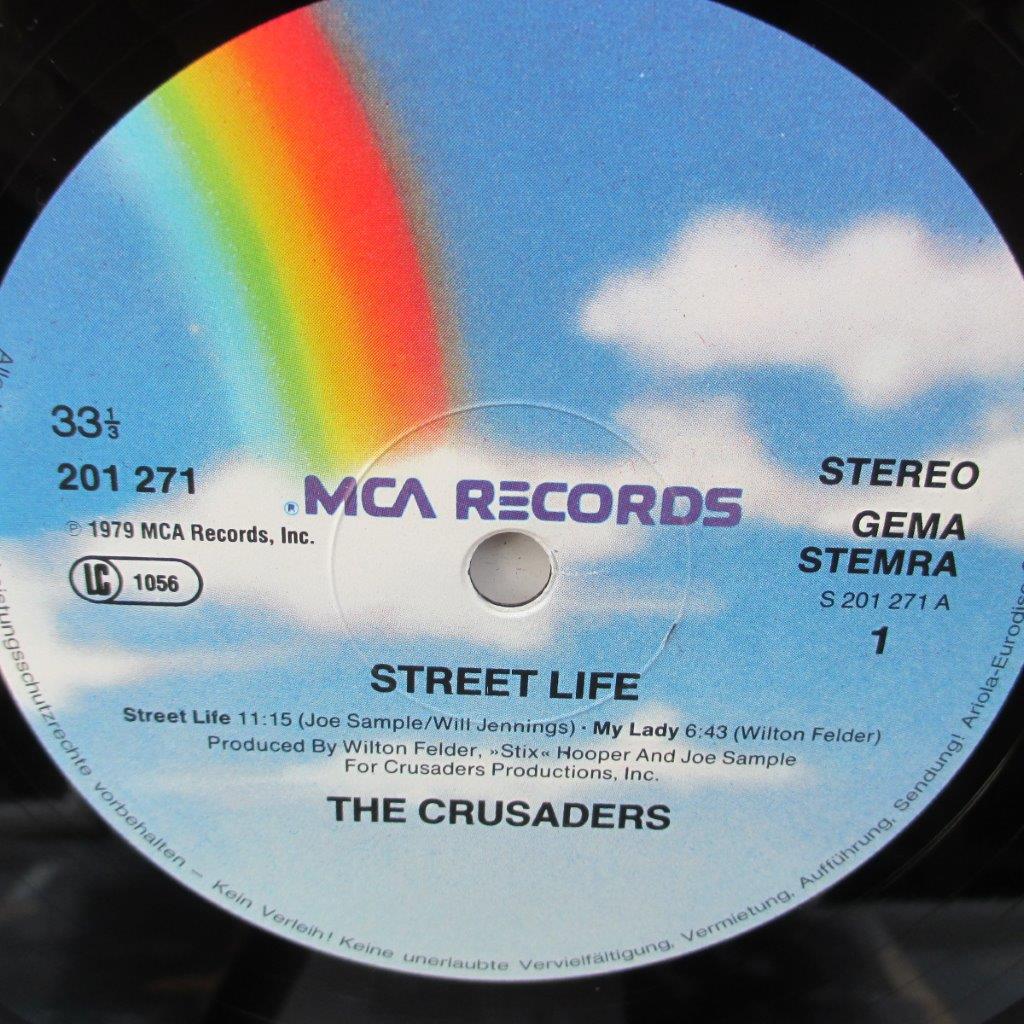 33⅓
201 271
℗ 1979 MCA Records, Inc.
LC 1056
® MCA RECORDS
STEREO
GEMA
STEMRA
S 201 271 A
1
STREET LIFE
Street Life 11:15 (Joe Sample/Will Jennings) · My Lady 6:43 (Wilton Felder)
Produced By Wilton Felder, »Stix« Hooper And Joe Sample
For Crusaders Productions, Inc.
THE CRUSADERS
vorbehalten – Kein Verleih! Keine unerlaubte Vervielfältigung, Vermietung, Aufführung, Sendung!